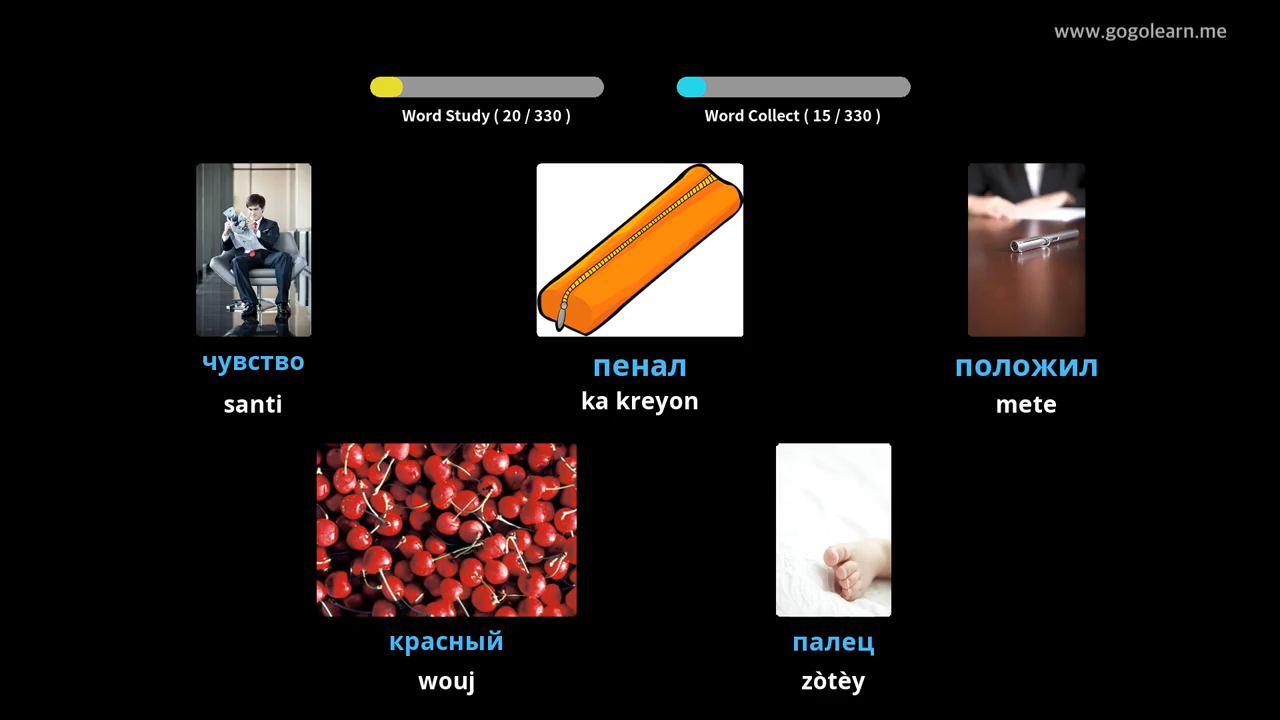 www.gogolearn.me
Word Study ( 20 / 330 )
Word Collect ( 15 / 330 )
чувство
santi
пенал
ka kreyon
положил
mete
красный
wouj
палец
zòtèy